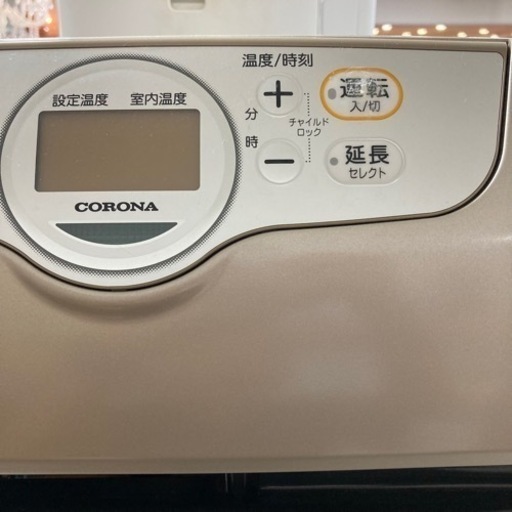 温度/時刻
設定温度 室内温度
分
時
チャイルド
ロック
運転
入/切
延長
セレクト
CORONA